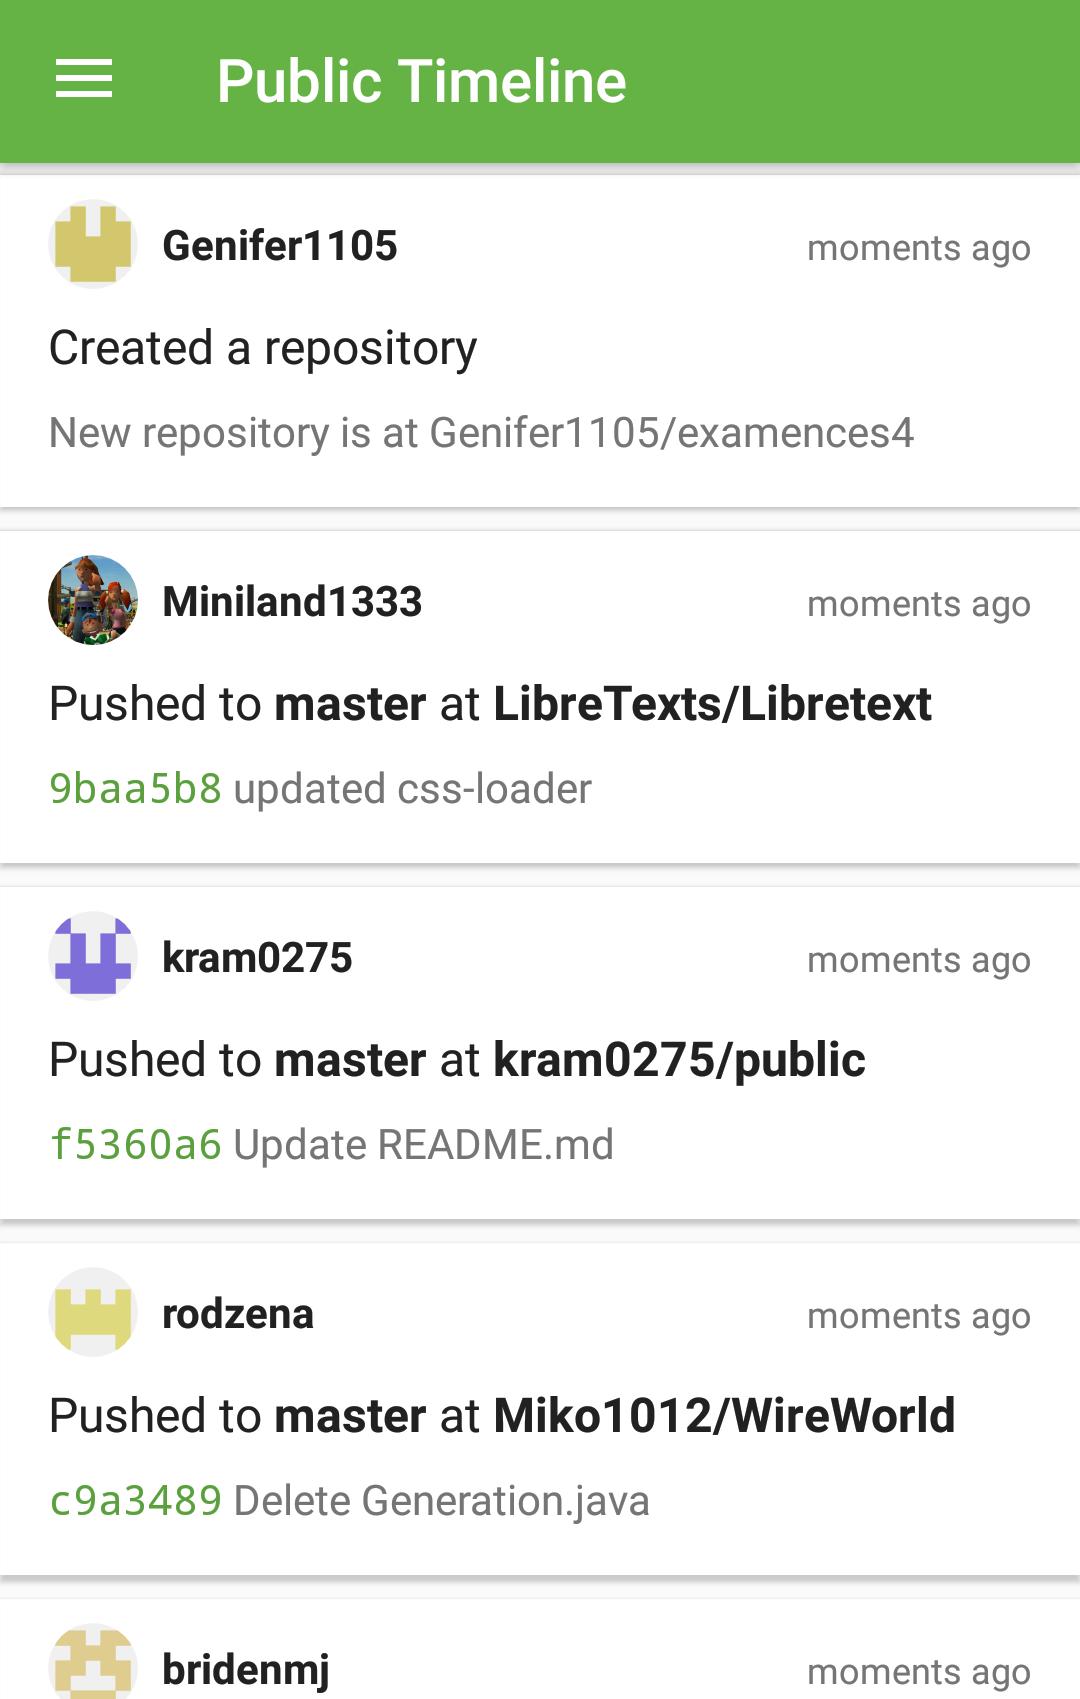 Public Timeline
Genifer1105 moments ago
Created a repository
New repository is at Genifer1105/examences4
Miniland1333 moments ago
Pushed to master at LibreTexts/Libretext
9baa5b8 updated css-loader
kram0275 moments ago
Pushed to master at kram0275/public
f5360a6 Update README.md
rodzena moments ago
Pushed to master at Miko1012/WireWorld
c9a3489 Delete Generation.java
bridenmj moments ago